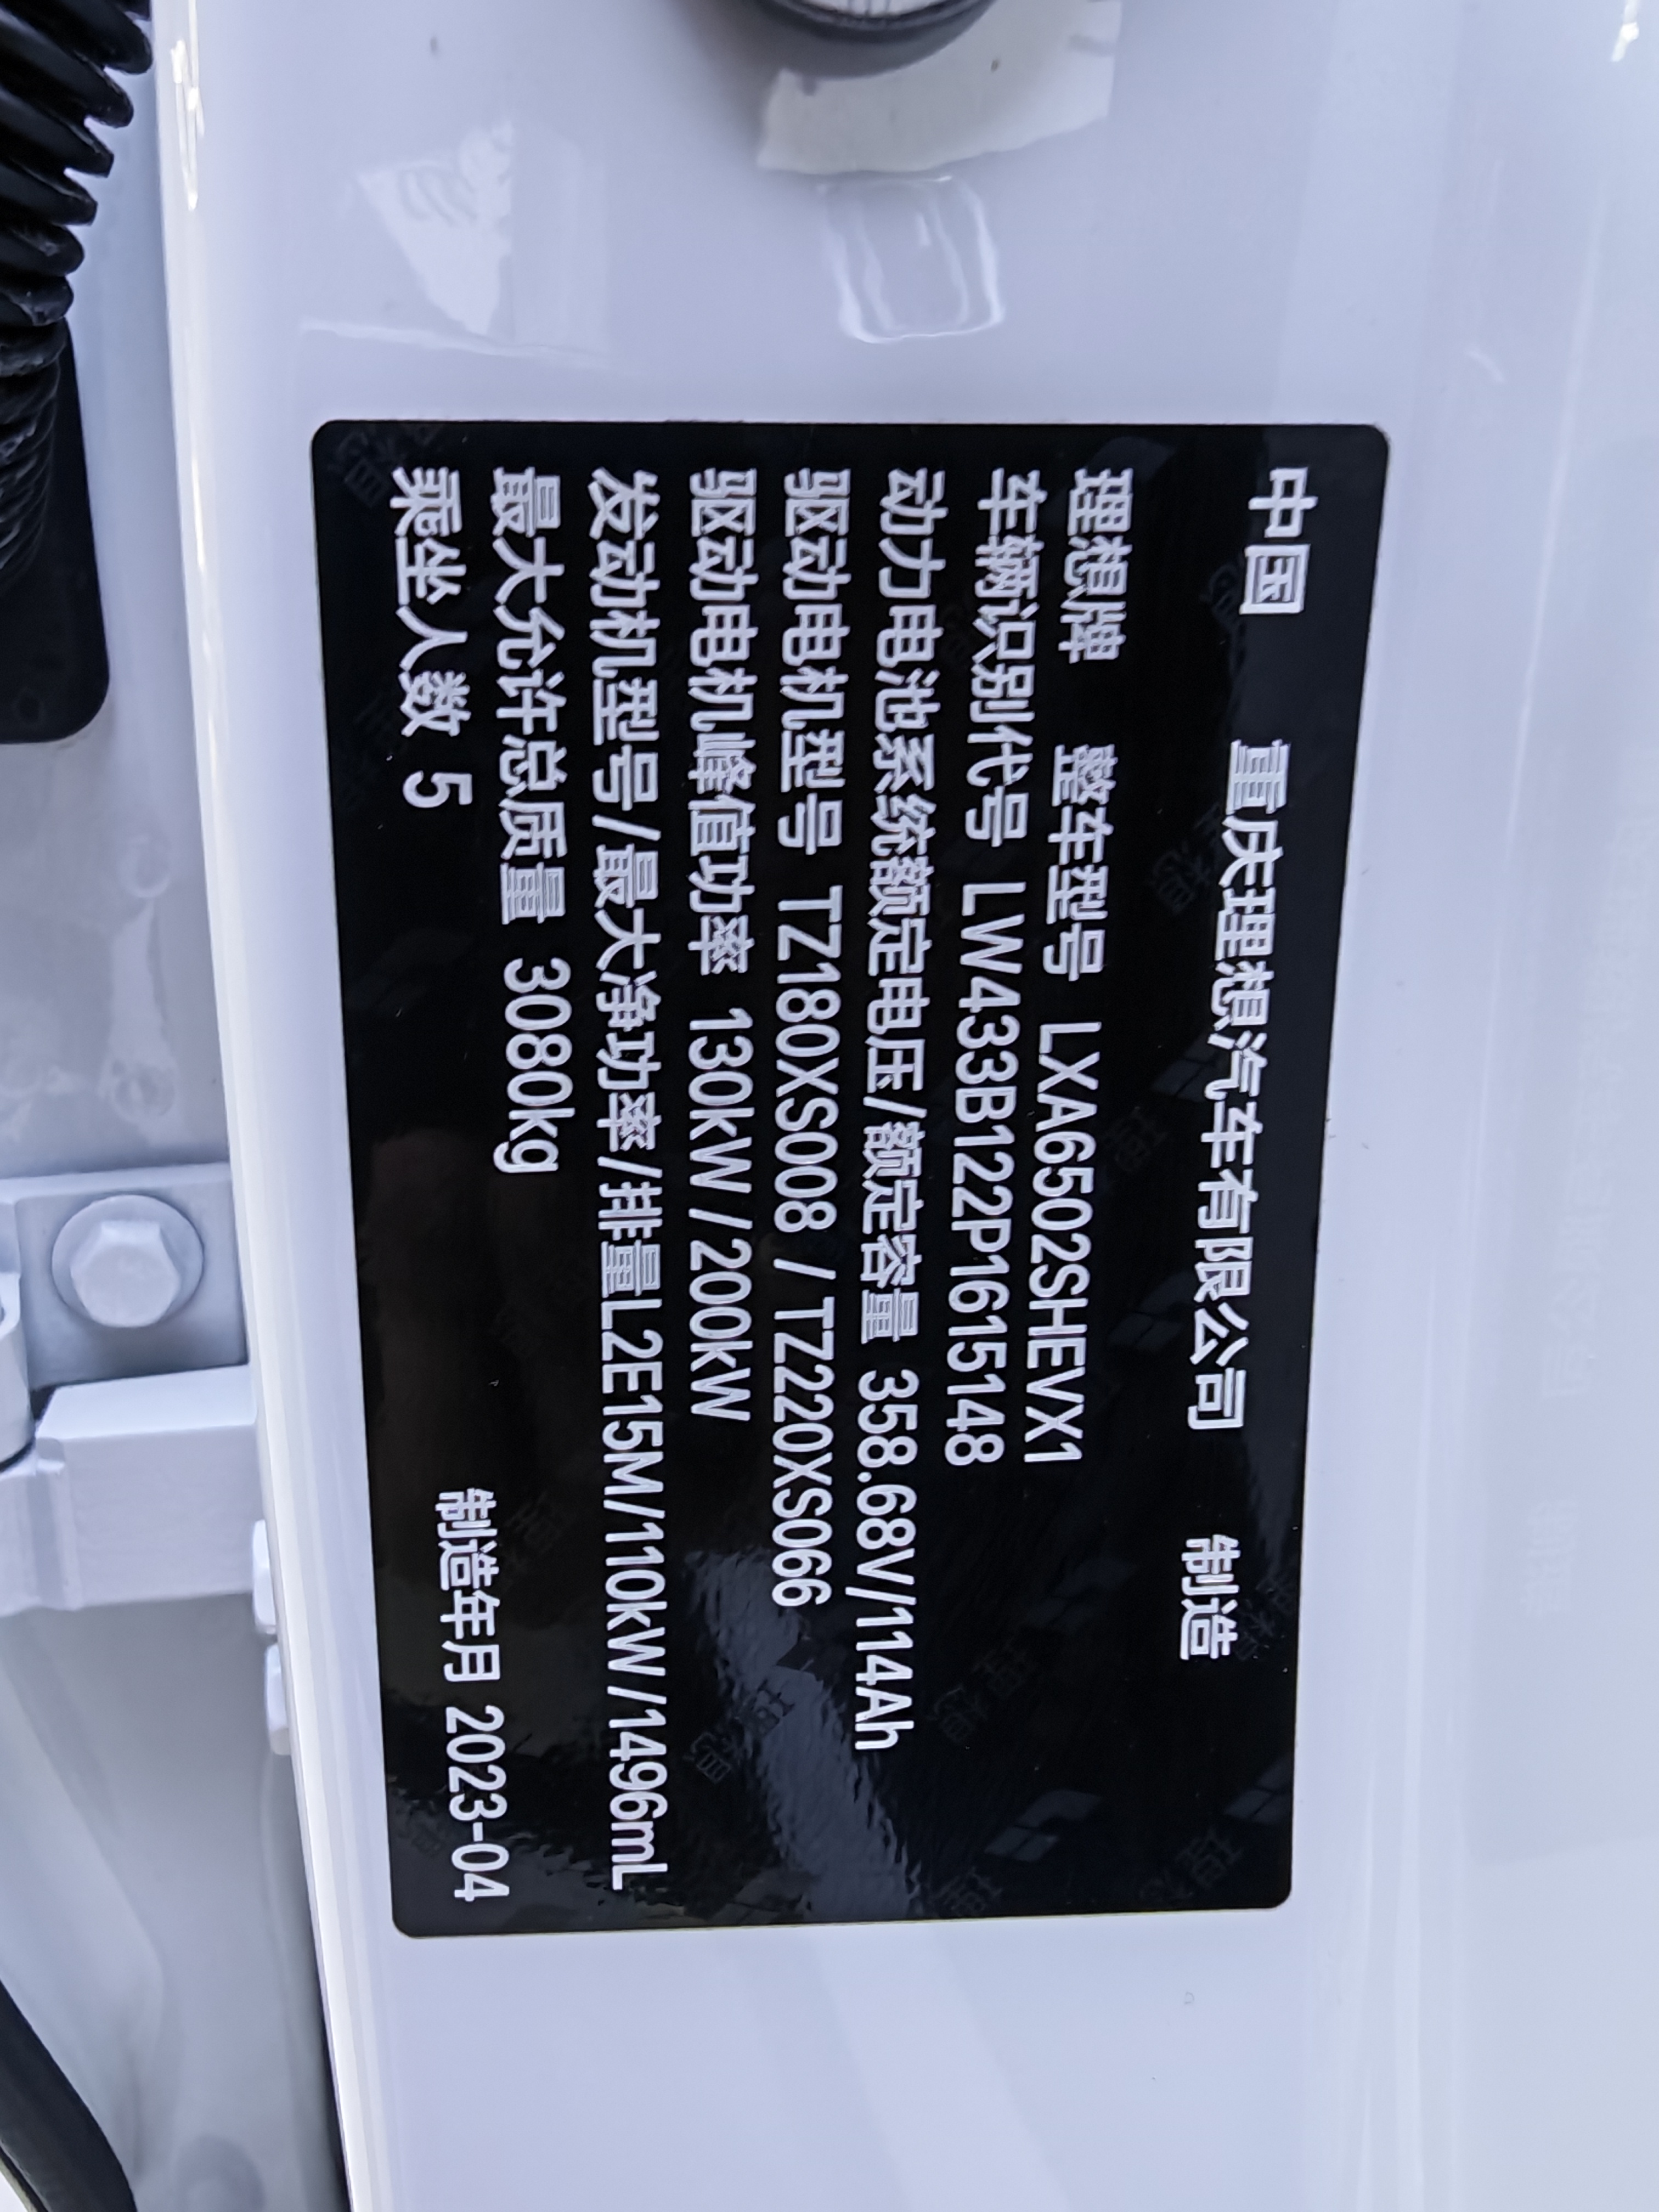 中国 重庆理想汽车有限公司 制造
理想牌 整车型号 LXA6502SHEVX1
车辆识别代号 LW433B122P1615148
动力电池系统额定电压/额定容量 358.68V/114Ah
驱动电机型号 TZ180XS008 / TZ220XS066
驱动电机峰值功率 130kW / 200kW
发动机型号/最大净功率/排量L2E15M/110kW /1496mL
最大允许总质量 3080kg
乘坐人数 5 制造年月 2023-04